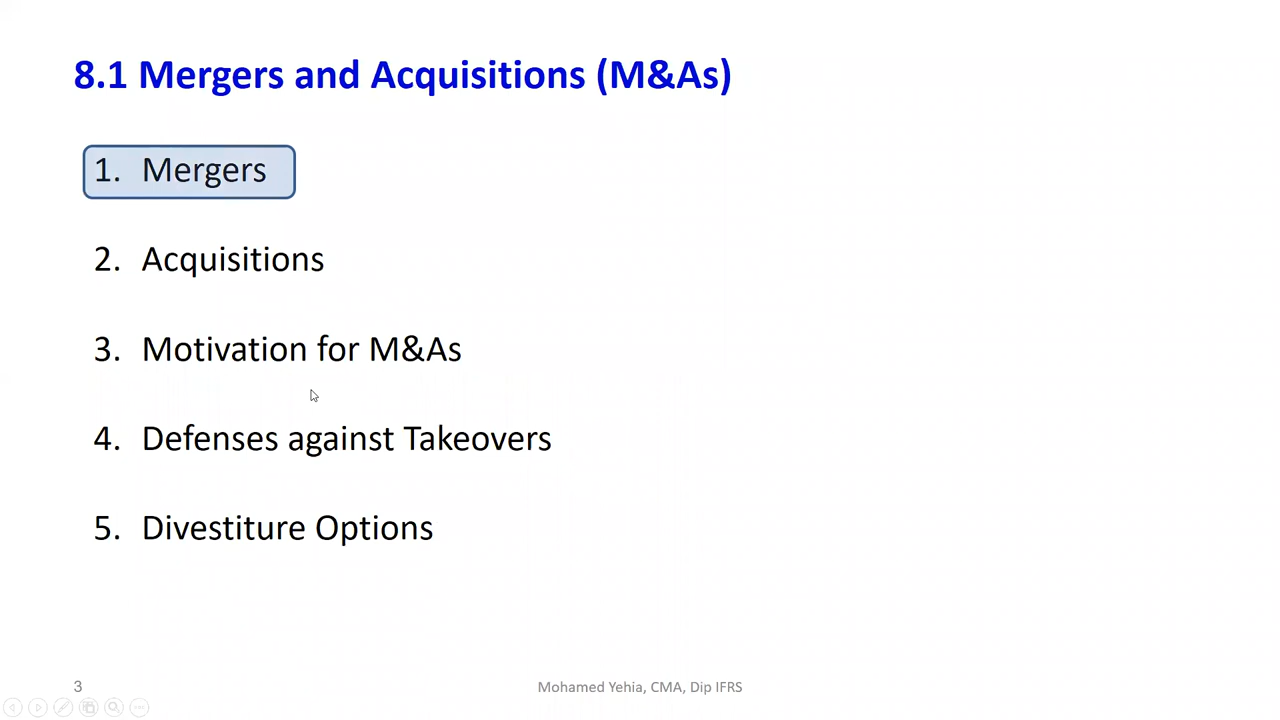 8.1 Mergers and Acquisitions (M&As)
1. Mergers
2. Acquisitions
3. Motivation for M&As
4. Defenses against Takeovers
5. Divestiture Options
3
Mohamed Yehia, CMA, Dip IFRS